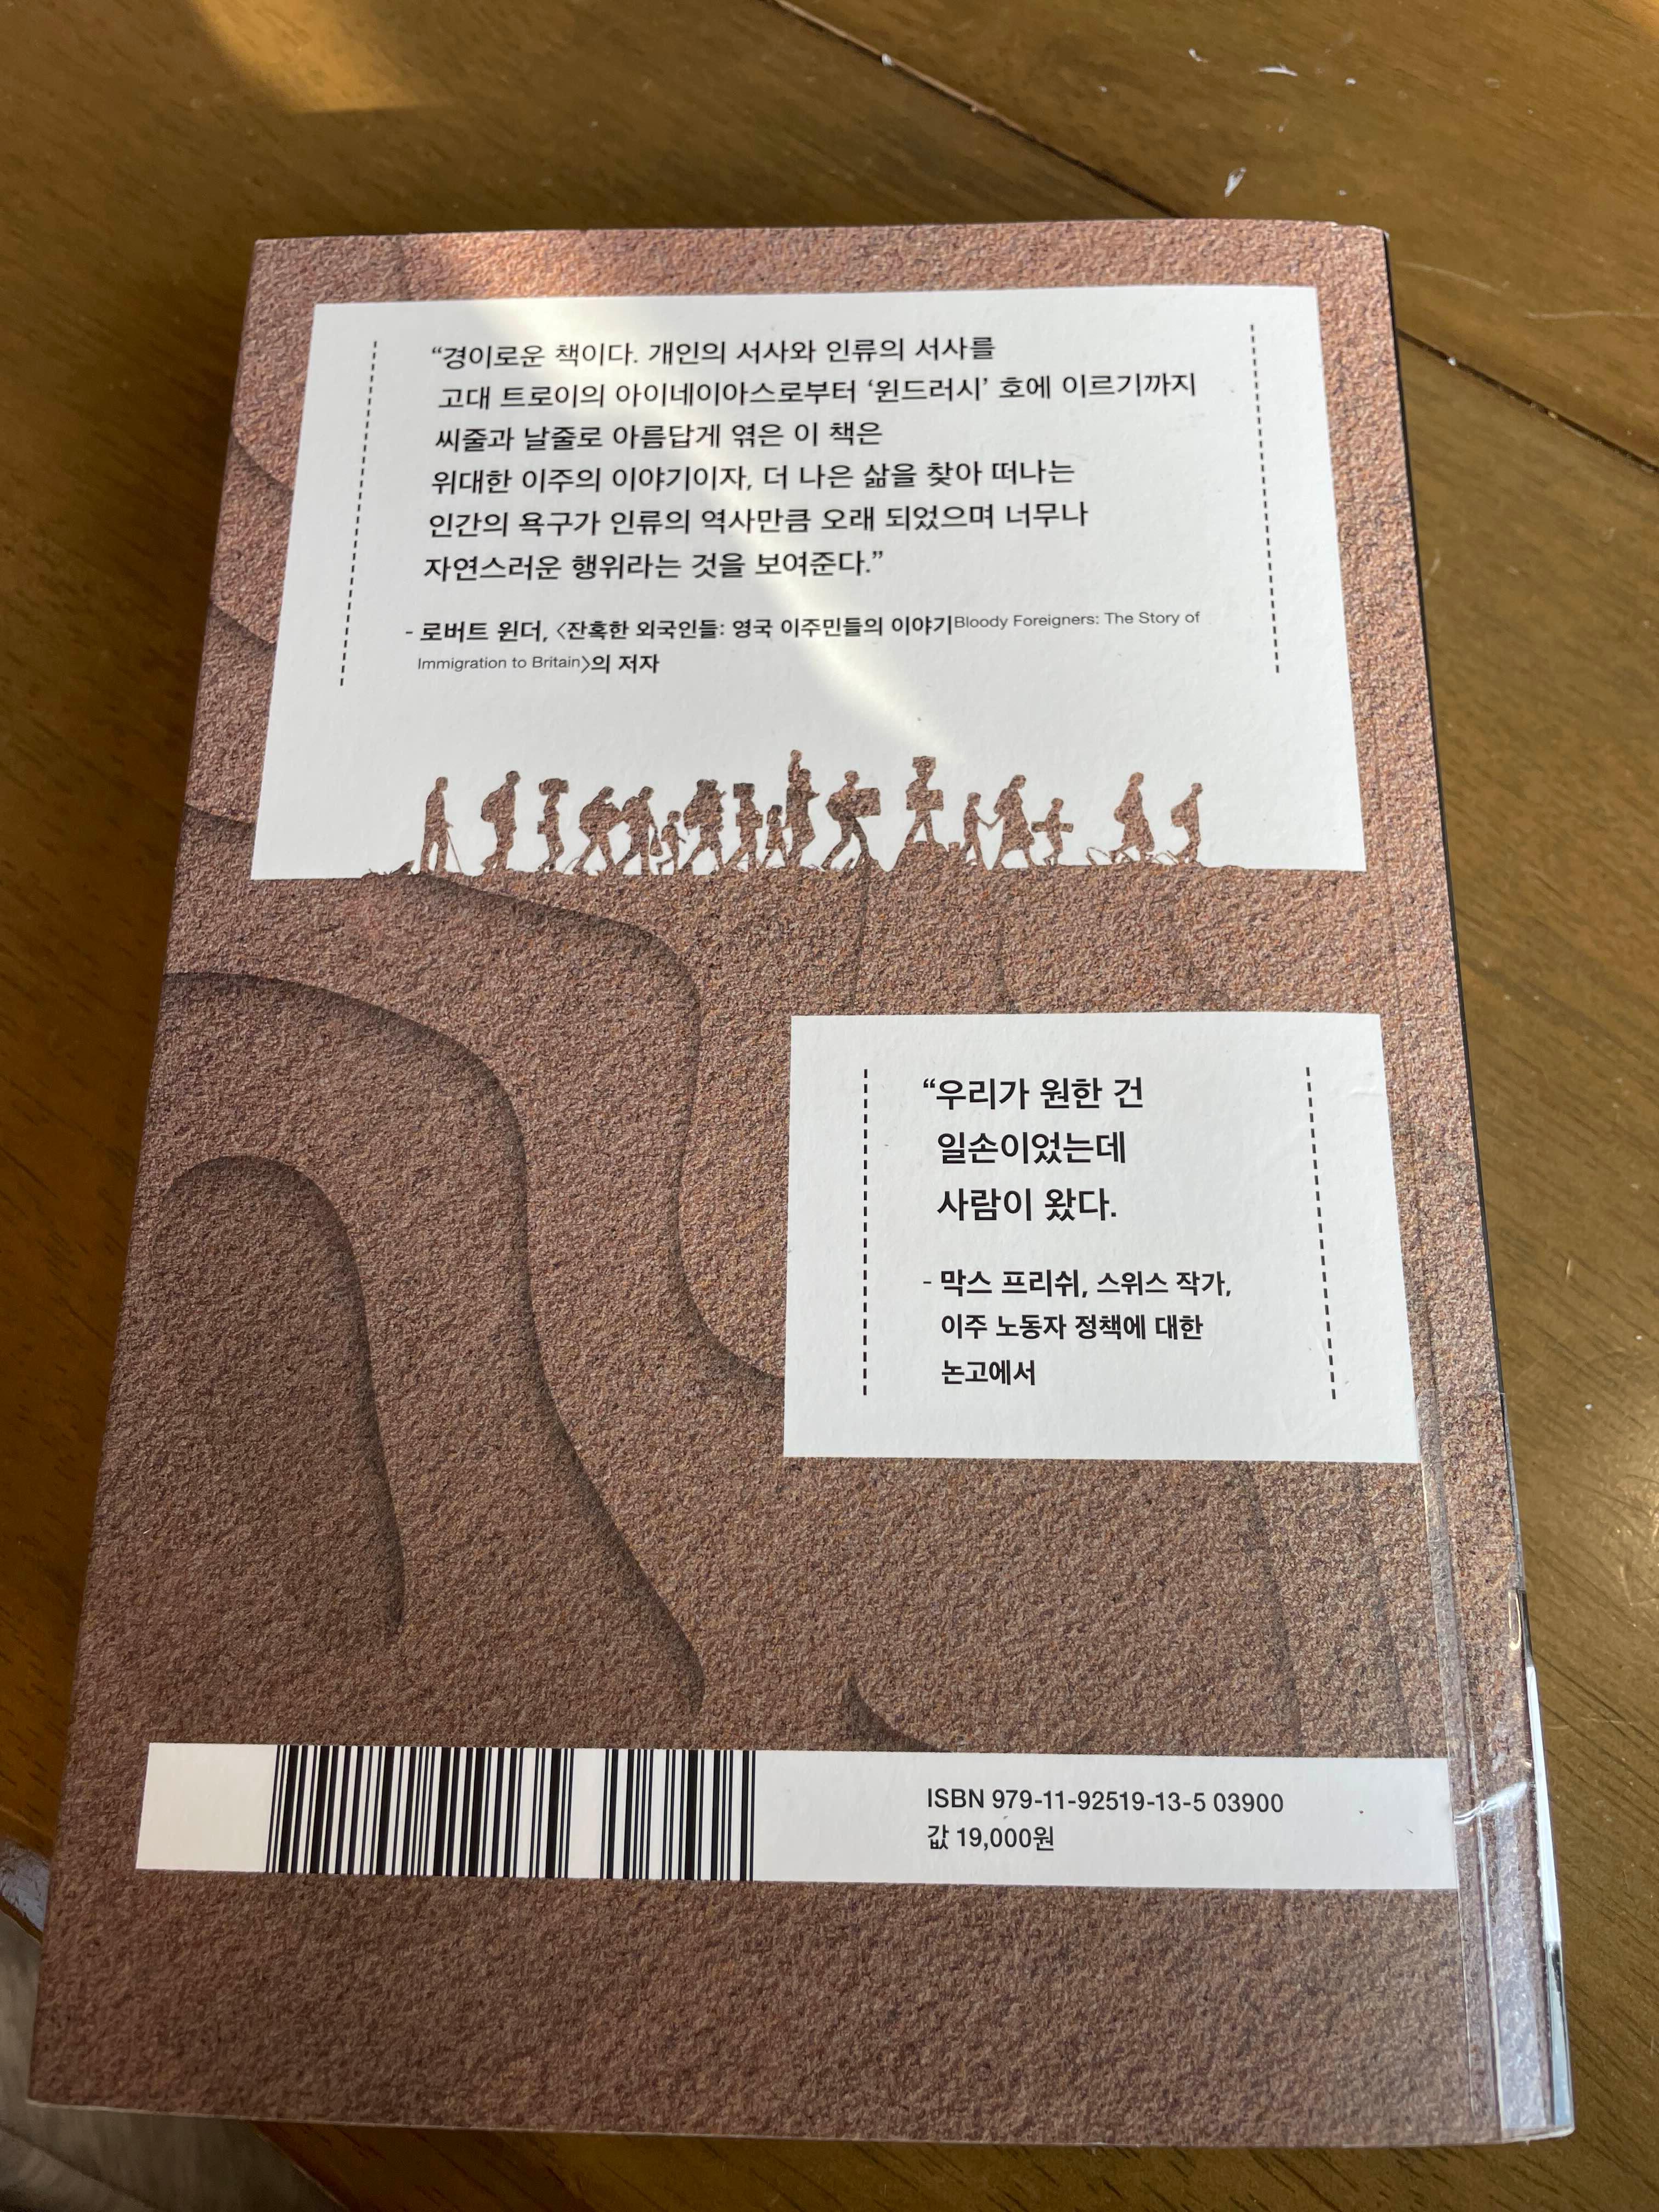 “경이로운 책이다. 개인의 서사와 인류의 서사를
고대 트로이의 아이네이아스로부터 ‘윈드러시’ 호에 이르기까지
씨줄과 날줄로 아름답게 엮은 이 책은
위대한 이주의 이야기이자, 더 나은 삶을 찾아 떠나는
인간의 욕구가 인류의 역사만큼 오래 되었으며 너무나
자연스러운 행위라는 것을 보여준다.”
- 로버트 윈더, 〈잔혹한 외국인들: 영국 이주민들의 이야기Bloody Foreigners: The Story of
Immigration to Britain〉의 저자
“우리가 원한 건
일손이었는데
사람이 왔다.
- 막스 프리쉬, 스위스 작가,
이주 노동자 정책에 대한
논고에서
ISBN 979-11-92519-13-5 03900
값 19,000원